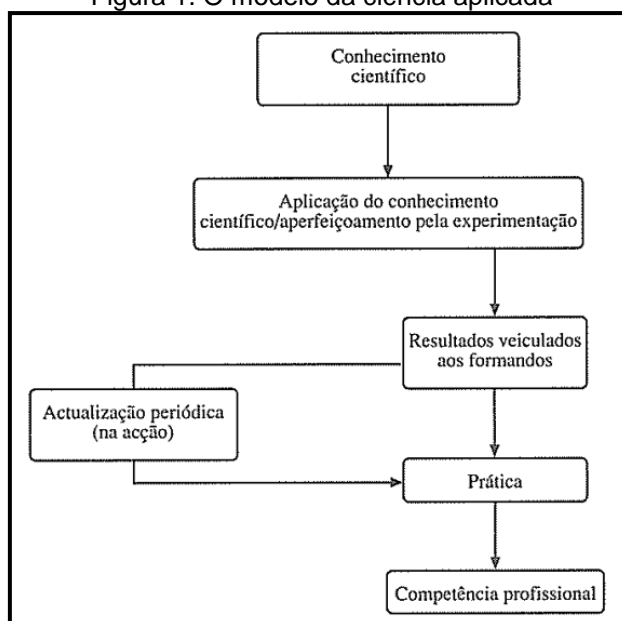 Figura 1: O modelo da ciência aplicada
Conhecimento
científico
Aplicação do conhecimento
científico/aperfeiçoamento pela experimentação
Resultados veiculados
aos formandos
Actualização periódica
(na acção)
Prática
Competência profissional